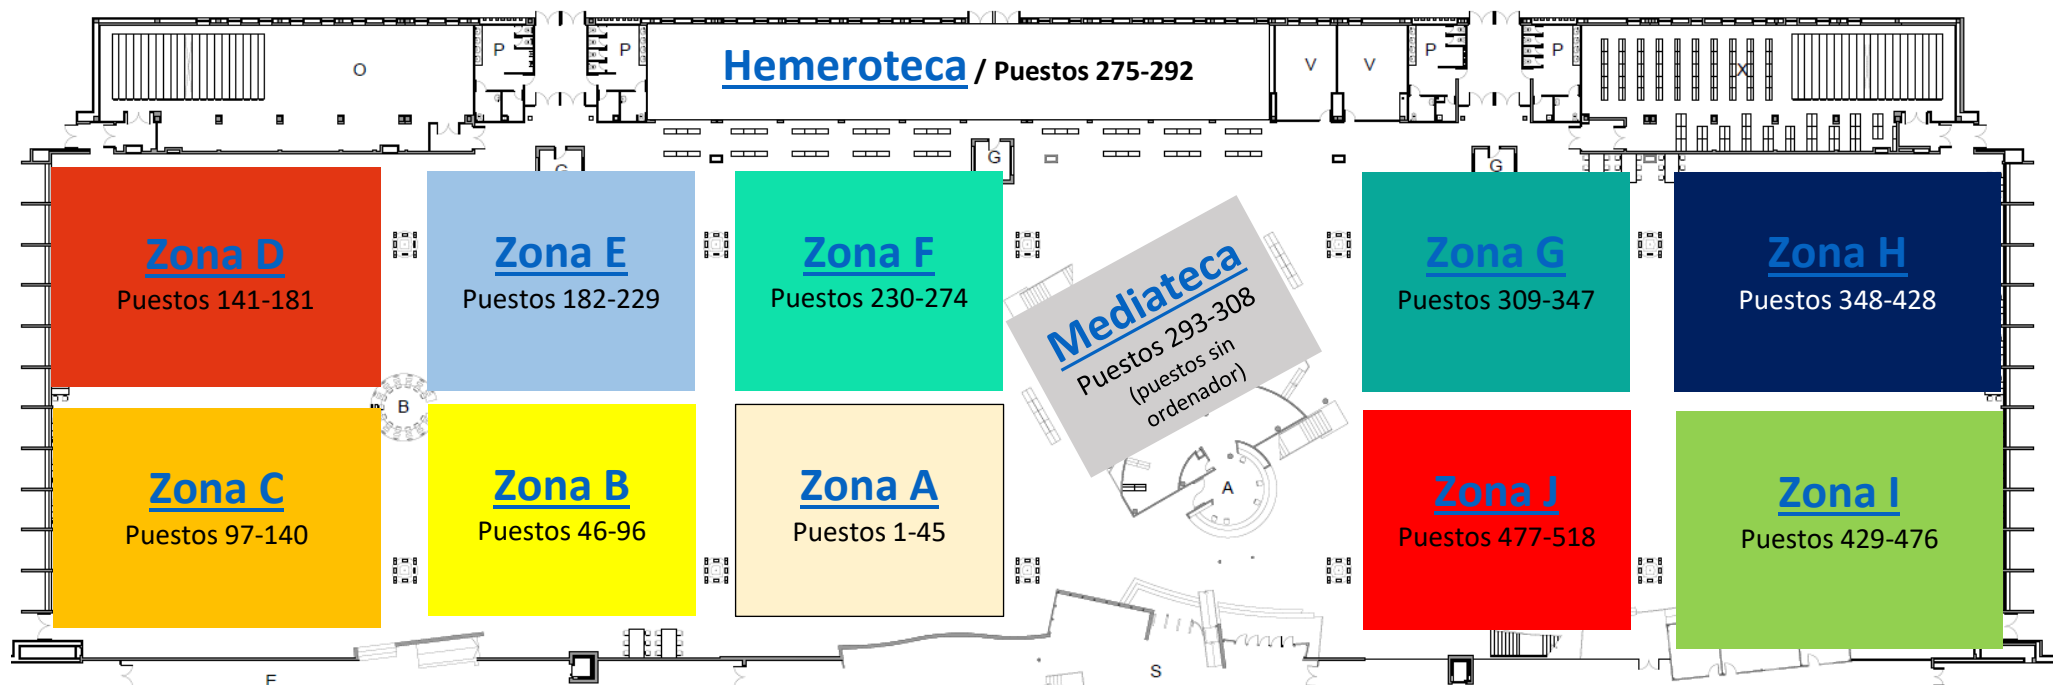 O
P
P
Hemeroteca / Puestos 275-292
V
V
P
P
X
G
G
G
Zona D
Puestos 141-181
Zona E
Puestos 182-229
Zona F
Puestos 230-274
Mediateca
Puestos 293-308
(puestos sin
ordenador)
Zona G
Puestos 309-347
Zona H
Puestos 348-428
B
Zona C
Puestos 97-140
Zona B
Puestos 46-96
Zona A
Puestos 1-45
A
Zona J
Puestos 477-518
Zona I
Puestos 429-476
S